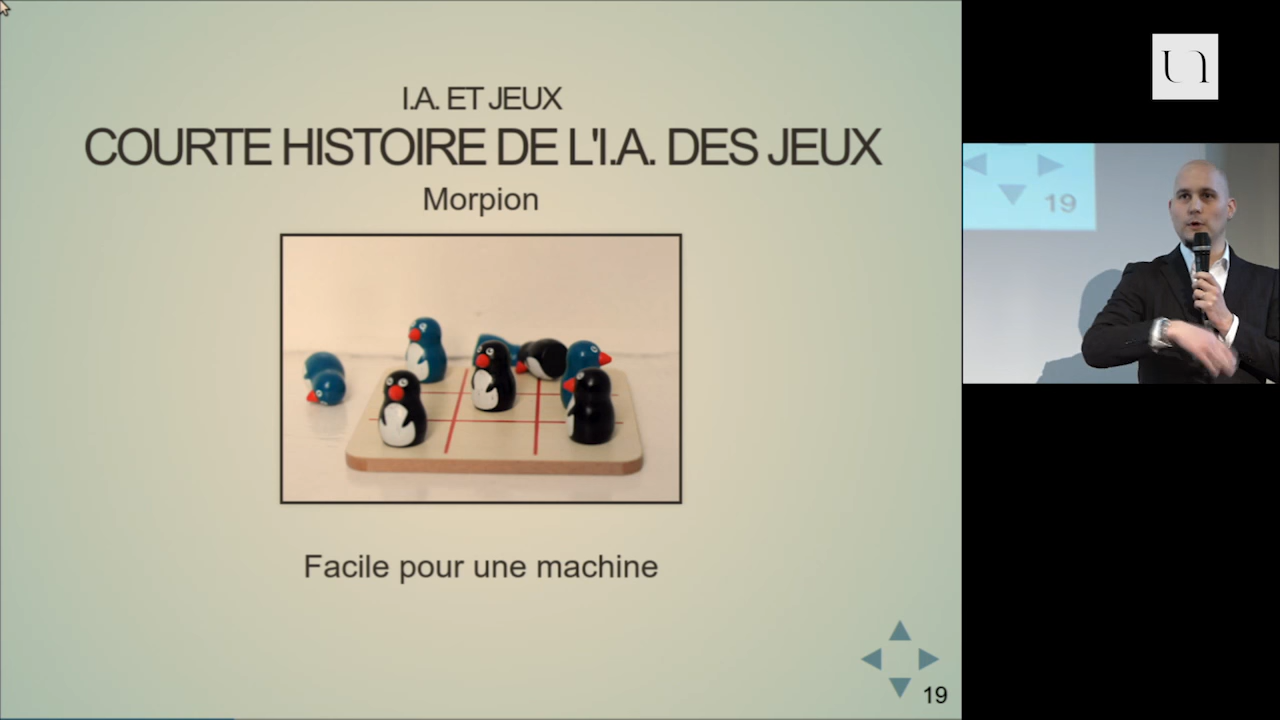 I.A. ET JEUX
COURTE HISTOIRE DE L'I.A. DES JEUX
Morpion
Facile pour une machine
19
19